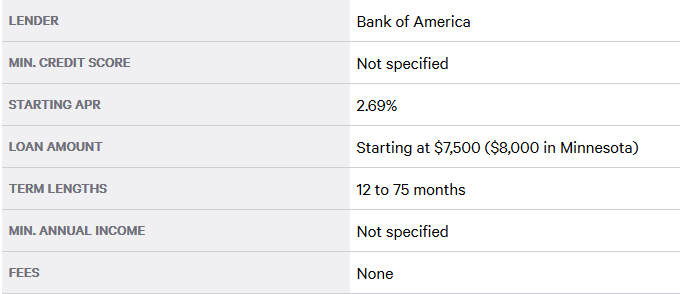 LENDER Bank of America
MIN. CREDIT SCORE Not specified
STARTING APR 2.69%
LOAN AMOUNT Starting at $7,500 ($8,000 in Minnesota)
TERM LENGTHS 12 to 75 months
MIN. ANNUAL INCOME Not specified
FEES None